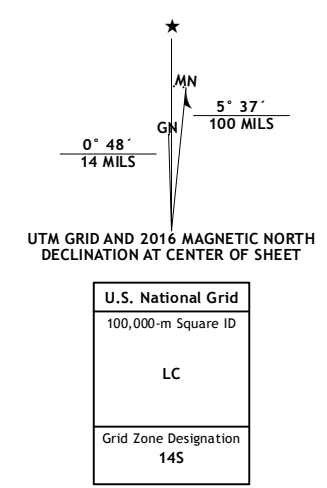 MN
GN
5° 37´
100 MILS
0° 48´
14 MILS
UTM GRID AND 2016 MAGNETIC NORTH
DECLINATION AT CENTER OF SHEET
U.S. National Grid
100,000-m Square ID
LC
Grid Zone Designation
14S